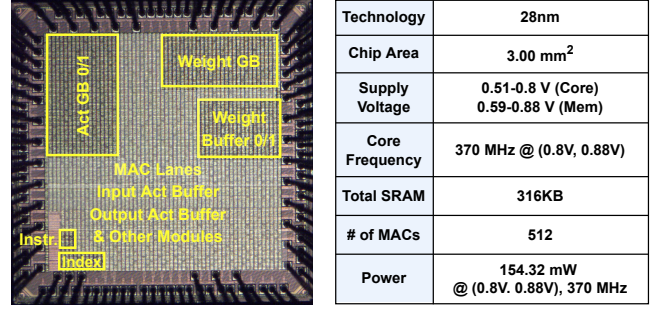 Act GB 0/1
Weight GB
Weight
Buffer 0/1
MAC Lanes
Input Act Buffer
Output Act Buffer
Instr. & Other Modules
Index
Technology 28nm
Chip Area 3.00 mm²
Supply Voltage 0.51-0.8 V (Core)
0.59-0.88 V (Mem)
Core Frequency 370 MHz @ (0.8V, 0.88V)
Total SRAM 316KB
# of MACs 512
Power 154.32 mW
@ (0.8V. 0.88V), 370 MHz